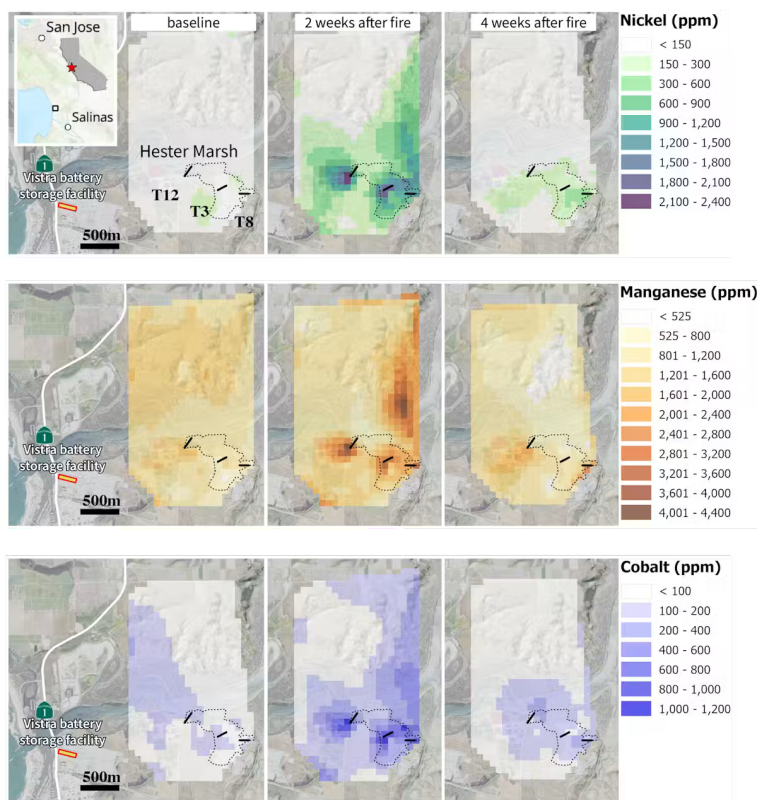 baseline
2 weeks after fire
4 weeks after fire
San Jose
Salinas
Hester Marsh
T12
T3
T8
1
Vistra battery
storage facility
500m
Nickel (ppm)
< 150
150 - 300
300 - 600
600 - 900
900 - 1,200
1,200 - 1,500
1,500 - 1,800
1,800 - 2,100
2,100 - 2,400
1
Vistra battery
storage facility
500m
Manganese (ppm)
< 525
525 - 800
801 - 1,200
1,201 - 1,600
1,601 - 2,000
2,001 - 2,400
2,401 - 2,800
2,801 - 3,200
3,201 - 3,600
3,601 - 4,000
4,001 - 4,400
1
Vistra battery
storage facility
500m
Cobalt (ppm)
< 100
100 - 200
200 - 400
400 - 600
600 - 800
800 - 1,000
1,000 - 1,200